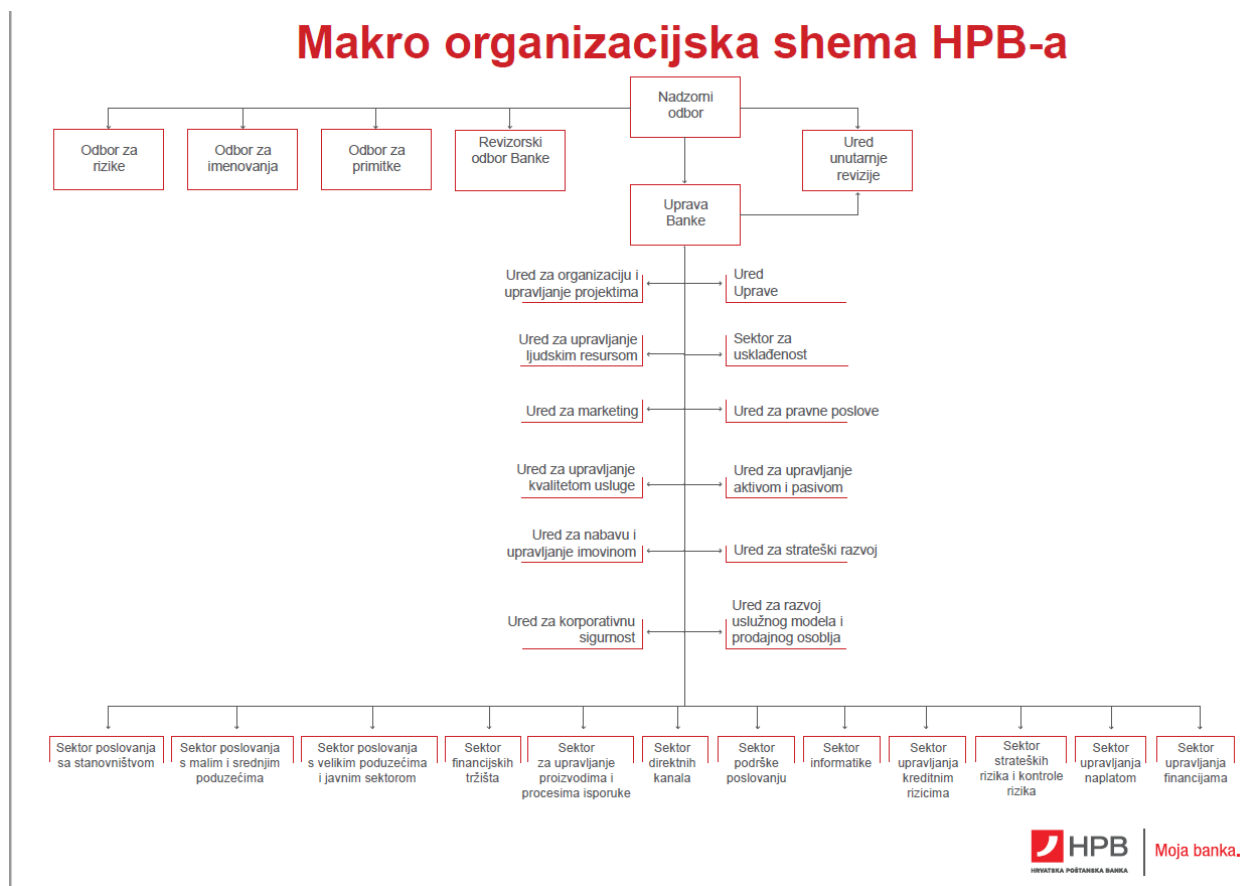 Makro organizacijska shema HPB-a
Nadzorni
odbor
Odbor za
rizike
Odbor za
imenovanja
Odbor za
primitke
Revizorski
odbor Banke
Ured
unutarnje
revizije
Uprava
Banke
Ured za organizaciju i
upravljanje projektima
Ured
Uprave
Ured za upravljanje
ljudskim resursom
Sektor za
usklađenost
Ured za marketing
Ured za pravne poslove
Ured za upravljanje
kvalitetom usluge
Ured za upravljanje
aktivom i pasivom
Ured za nabavu i
upravljanje imovinom
Ured za strateški razvoj
Ured za korporativnu
sigurnost
Ured za razvoj
uslužnog modela i
prodajnog osoblja
Sektor poslovanja
sa stanovništvom
Sektor poslovanja
s malim i srednjim
poduzećima
Sektor poslovanja
s velikim poduzećima
i javnim sektorom
Sektor
financijskih
tržišta
Sektor
za upravljanje
proizvodima i
procesima isporuke
Sektor
direktnih
kanala
Sektor
podrške
poslovanju
Sektor
informatike
Sektor
upravljanja
kreditnim
rizicima
Sektor
strateških
rizika i kontrole
rizika
Sektor
upravljanja
naplatom
Sektor
upravljanja
financijama
HPB
HRVATSKA POŠTANSKA BANKA
Moja banka.